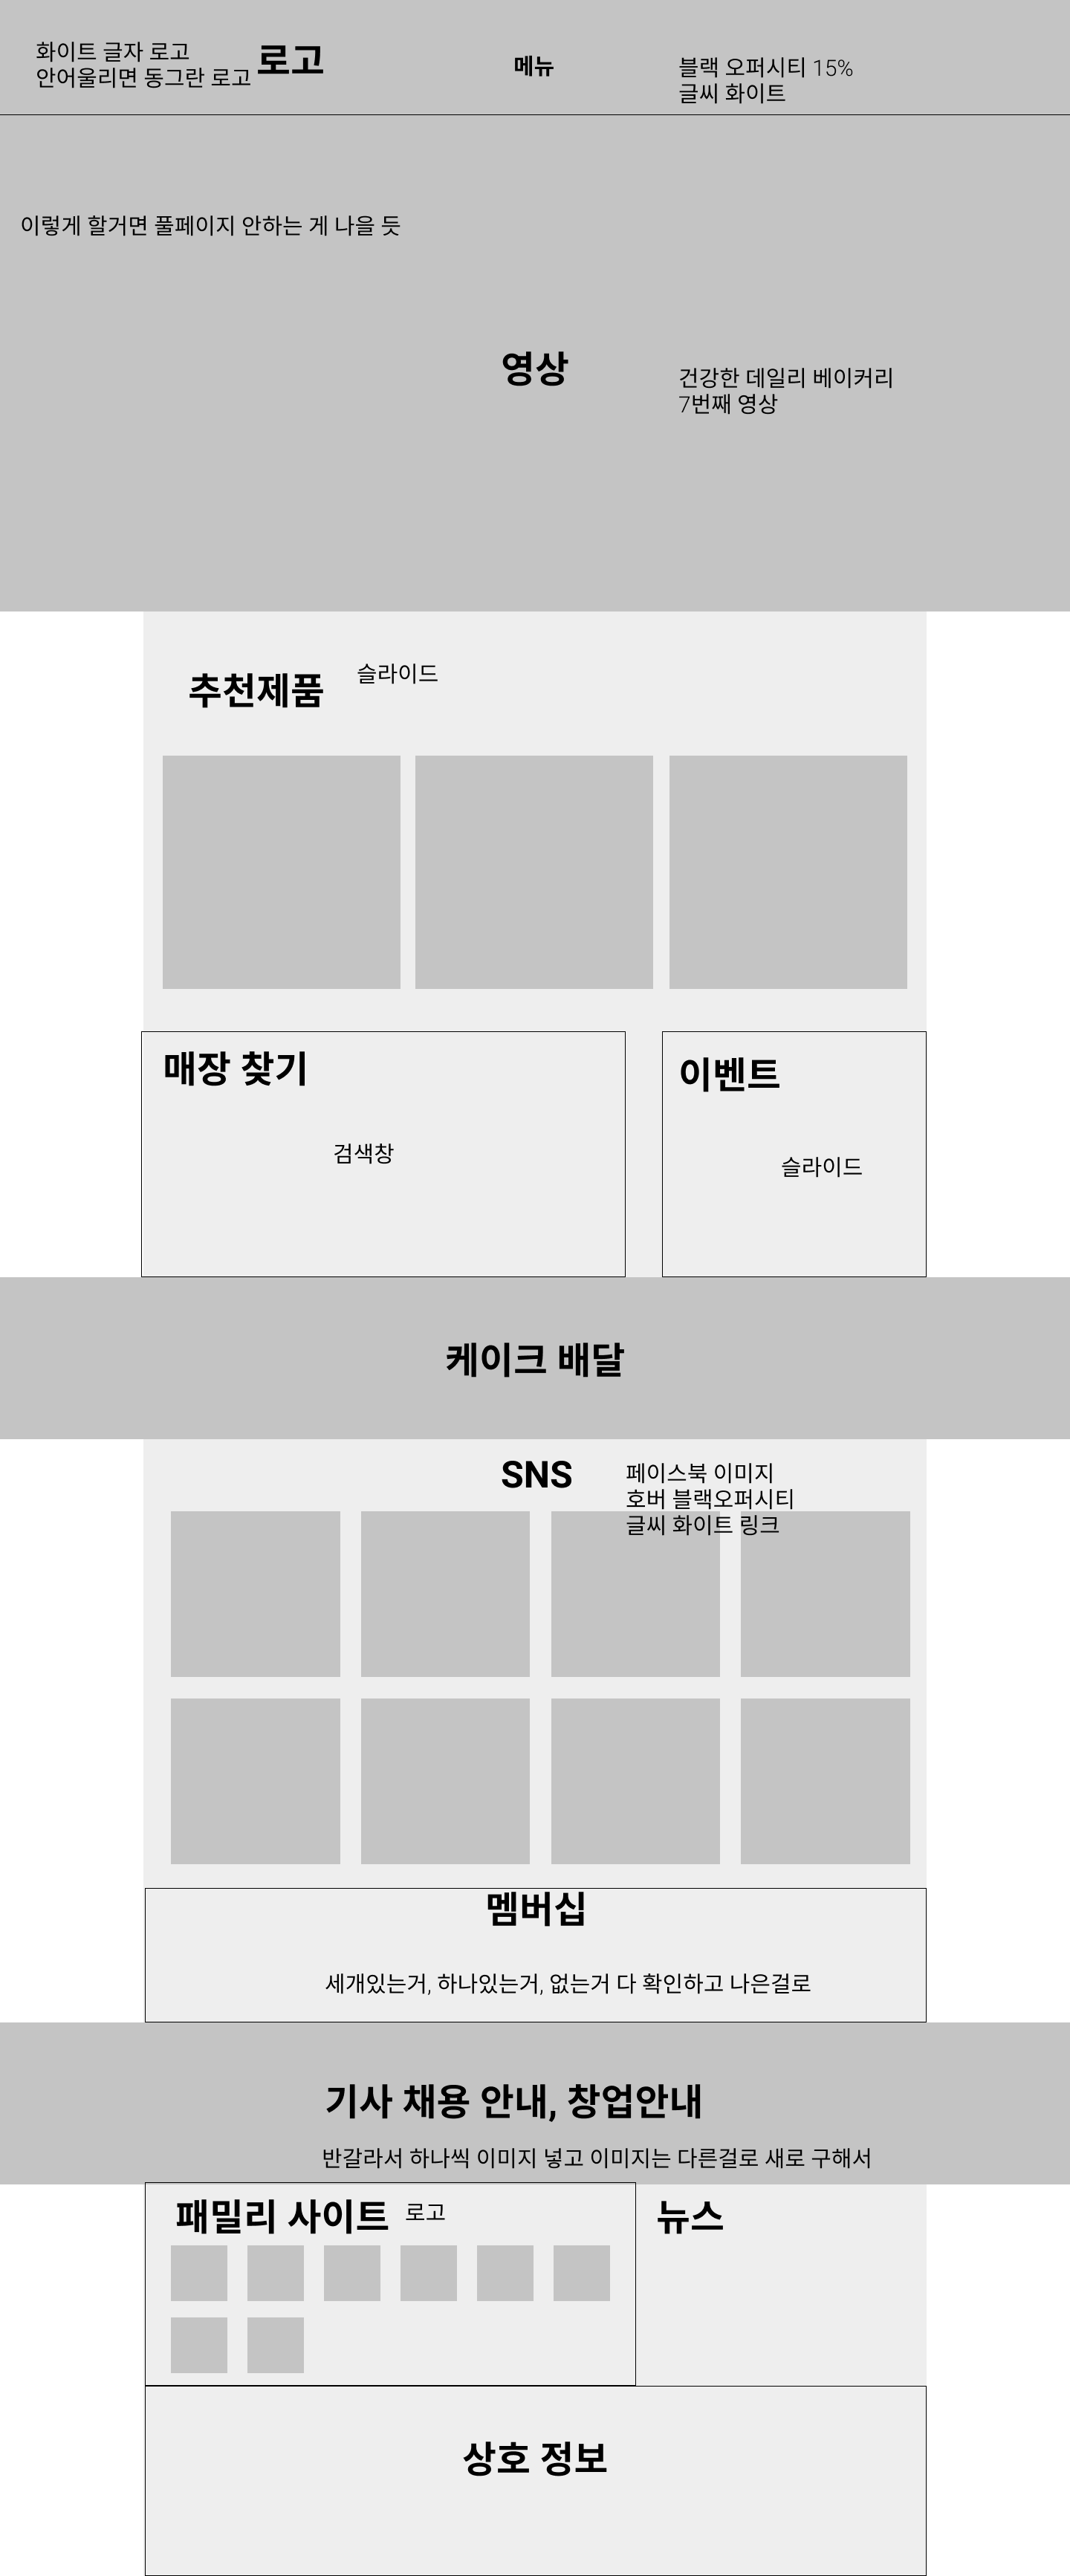 화이트 글자 로고
안어울리면 동그란 로고
로고
메뉴
블랙 오퍼시티 15%
글씨 화이트
이렇게 할거면 풀페이지 안하는 게 나을 듯
영상
건강한 데일리 베이커리
7번째 영상
추천제품
슬라이드
매장 찾기
검색창
이벤트
슬라이드
케이크 배달
SNS
페이스북 이미지
호버 블랙오퍼시티
글씨 화이트 링크
멤버십
세개있는거, 하나있는거, 없는거 다 확인하고 나은걸로
기사 채용 안내, 창업안내
반갈라서 하나씩 이미지 넣고 이미지는 다른걸로 새로 구해서
패밀리 사이트
로고
뉴스
상호 정보